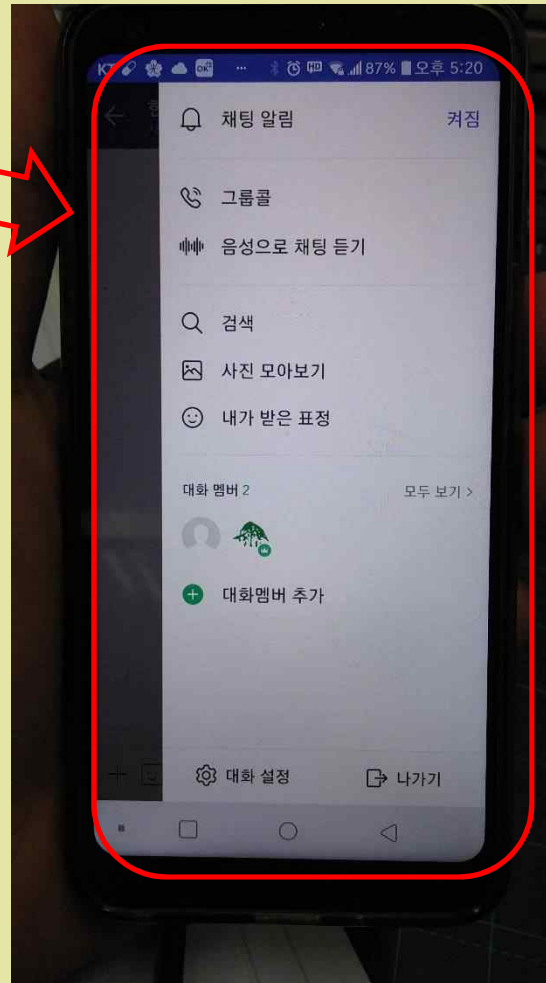 KT OK HD 87% 오후 5:20
채팅 알림 켜짐
그룹콜
음성으로 채팅 듣기
검색
사진 모아보기
내가 받은 표정
대화 멤버 2 모두 보기 >
대화멤버 추가
대화 설정 나가기